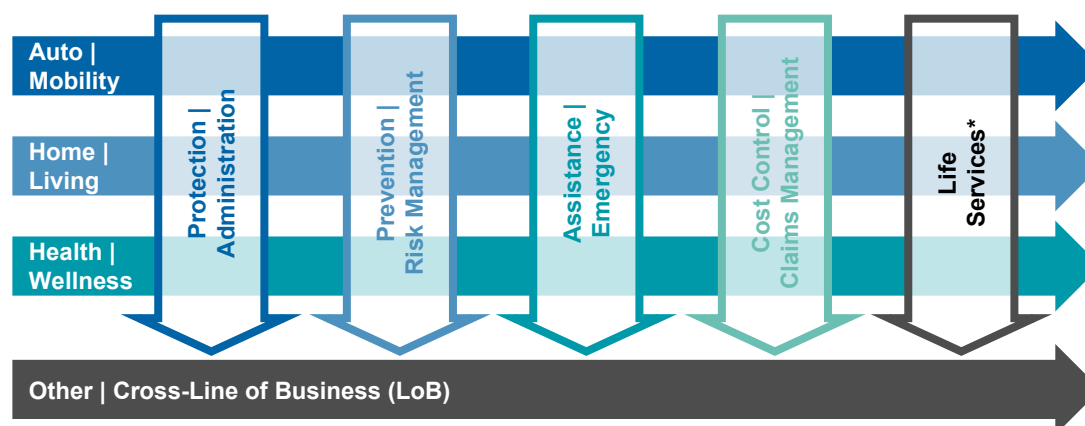 Auto |
Mobility
Home |
Living
Health |
Wellness
Protection |
Administration
Prevention |
Risk Management
Assistance |
Emergency
Cost Control |
Claims Management
Life
Services*
Other | Cross-Line of Business (LoB)